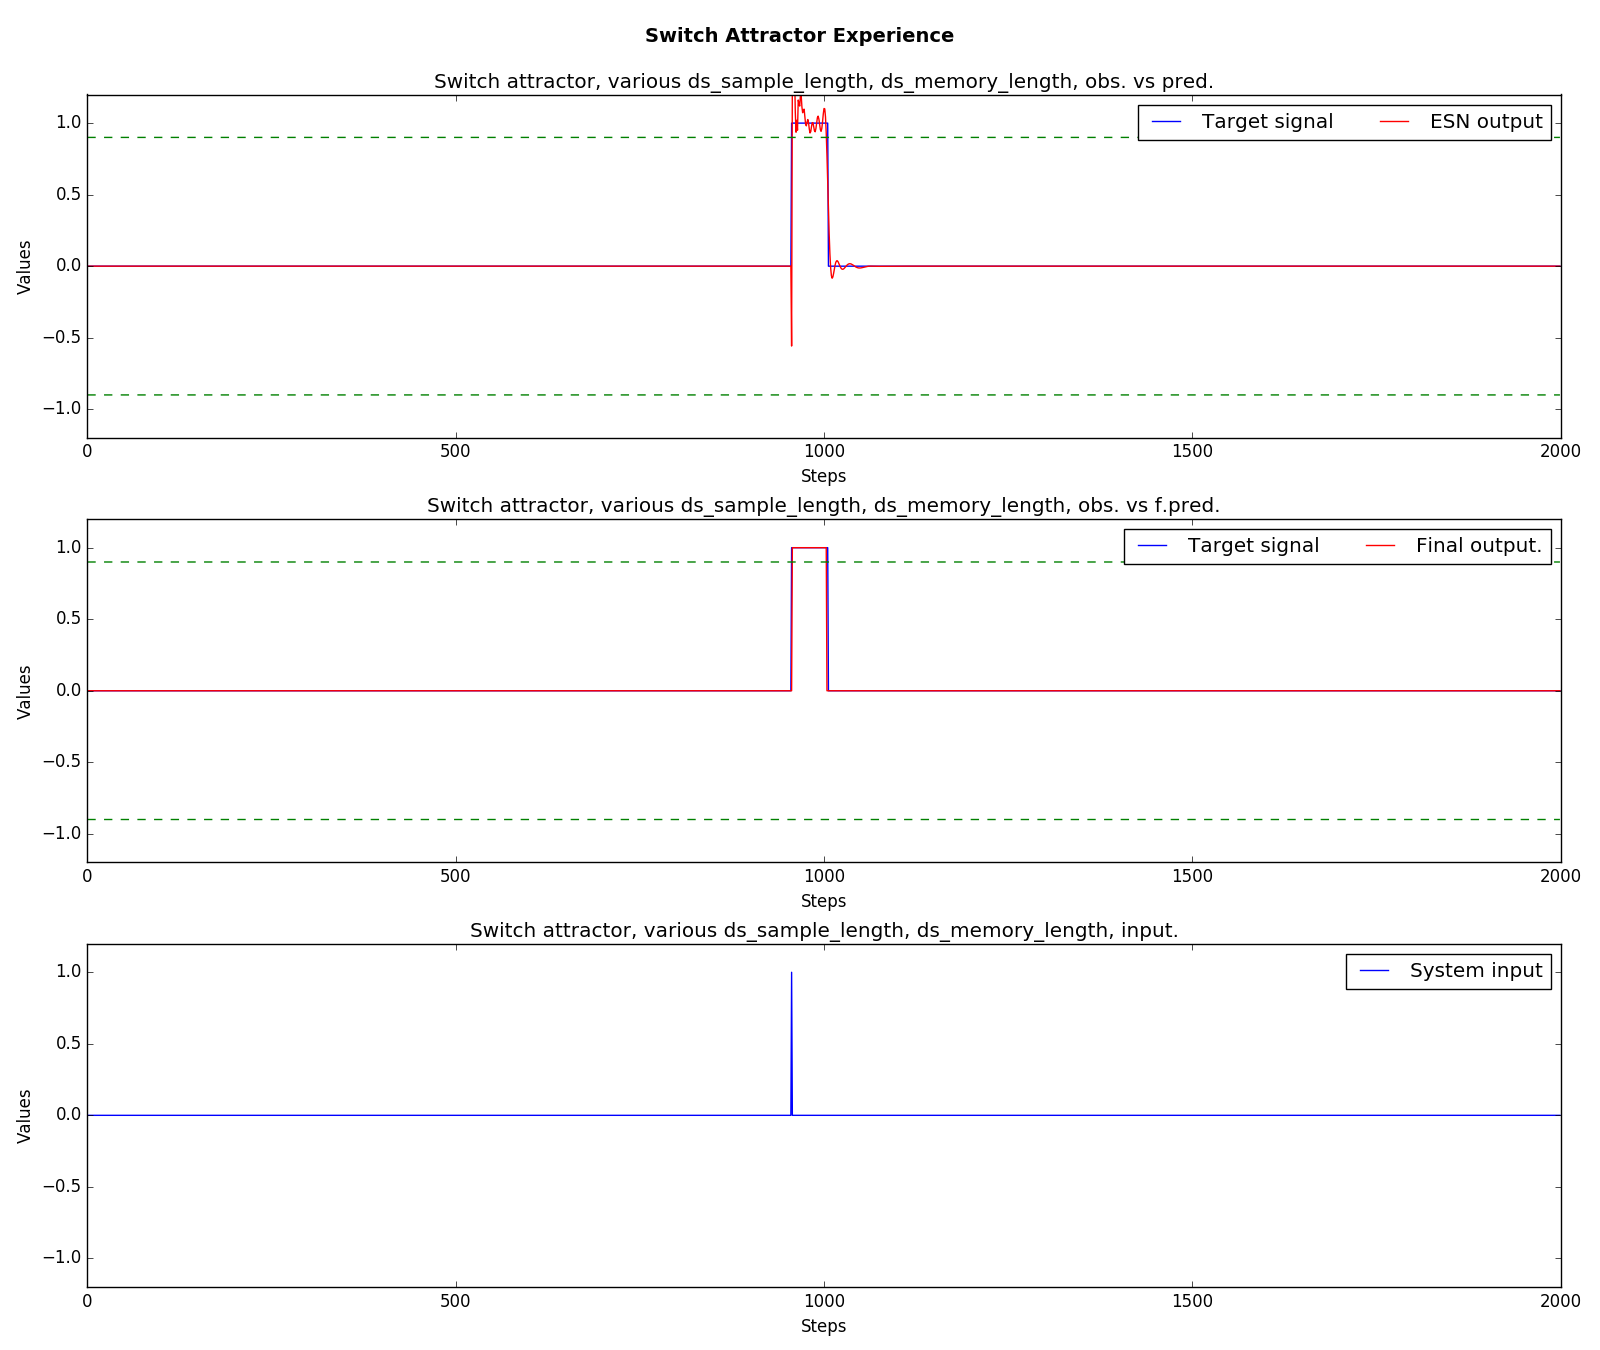 Switch Attractor Experience
Switch attractor, various ds_sample_length, ds_memory_length, obs. vs pred.
Target signal ESN output
1.0
0.5
0.0
−0.5
−1.0
Values
0 500 1000 1500 2000
Steps
Switch attractor, various ds_sample_length, ds_memory_length, obs. vs f.pred.
Target signal Final output.
1.0
0.5
0.0
−0.5
−1.0
Values
0 500 1000 1500 2000
Steps
Switch attractor, various ds_sample_length, ds_memory_length, input.
System input
1.0
0.5
0.0
−0.5
−1.0
Values
0 500 1000 1500 2000
Steps